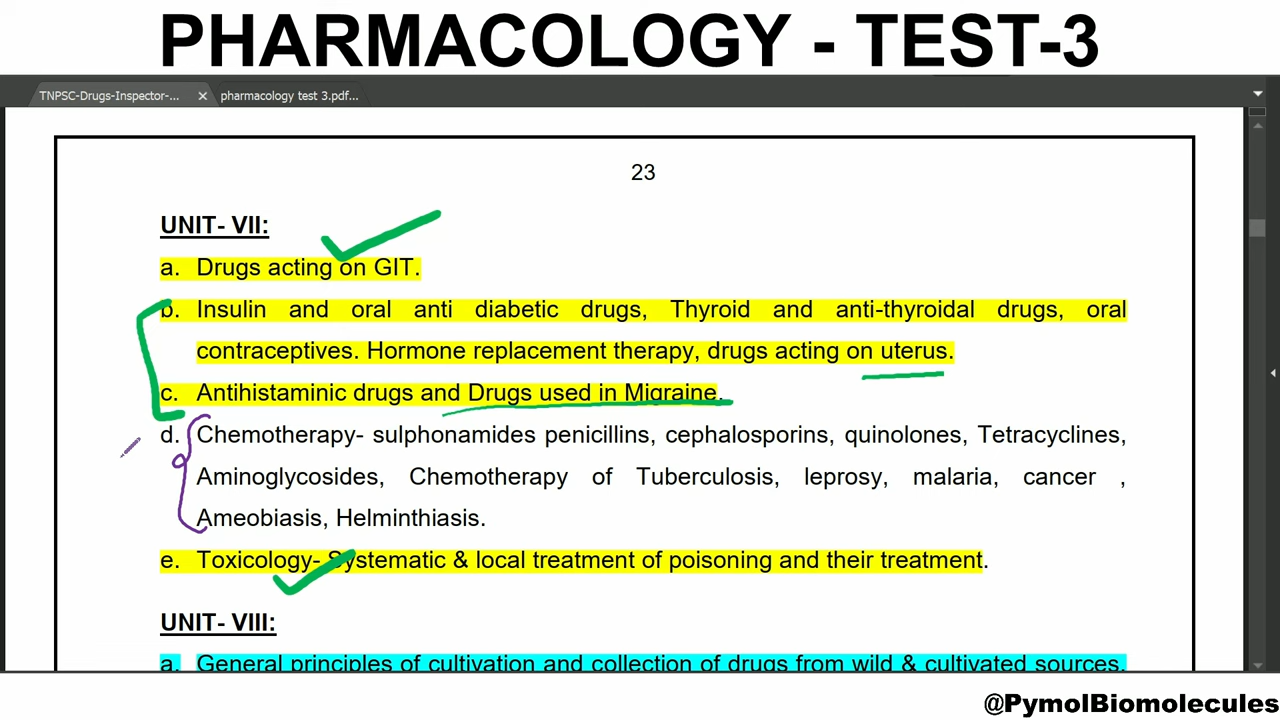 PHARMACOLOGY - TEST-3
TNPSC-Drugs-Inspector-... pharmacology test 3.pdf...
23
UNIT- VII:
a. Drugs acting on GIT.
b. Insulin and oral anti diabetic drugs, Thyroid and anti-thyroidal drugs, oral
contraceptives. Hormone replacement therapy, drugs acting on uterus.
c. Antihistaminic drugs and Drugs used in Migraine.
d. Chemotherapy- sulphonamides penicillins, cephalosporins, quinolones, Tetracyclines,
Aminoglycosides, Chemotherapy of Tuberculosis, leprosy, malaria, cancer ,
Ameobiasis, Helminthiasis.
e. Toxicology- Systematic & local treatment of poisoning and their treatment.
UNIT- VIII:
a. General principles of cultivation and collection of drugs from wild & cultivated sources.
@PymolBiomolecules